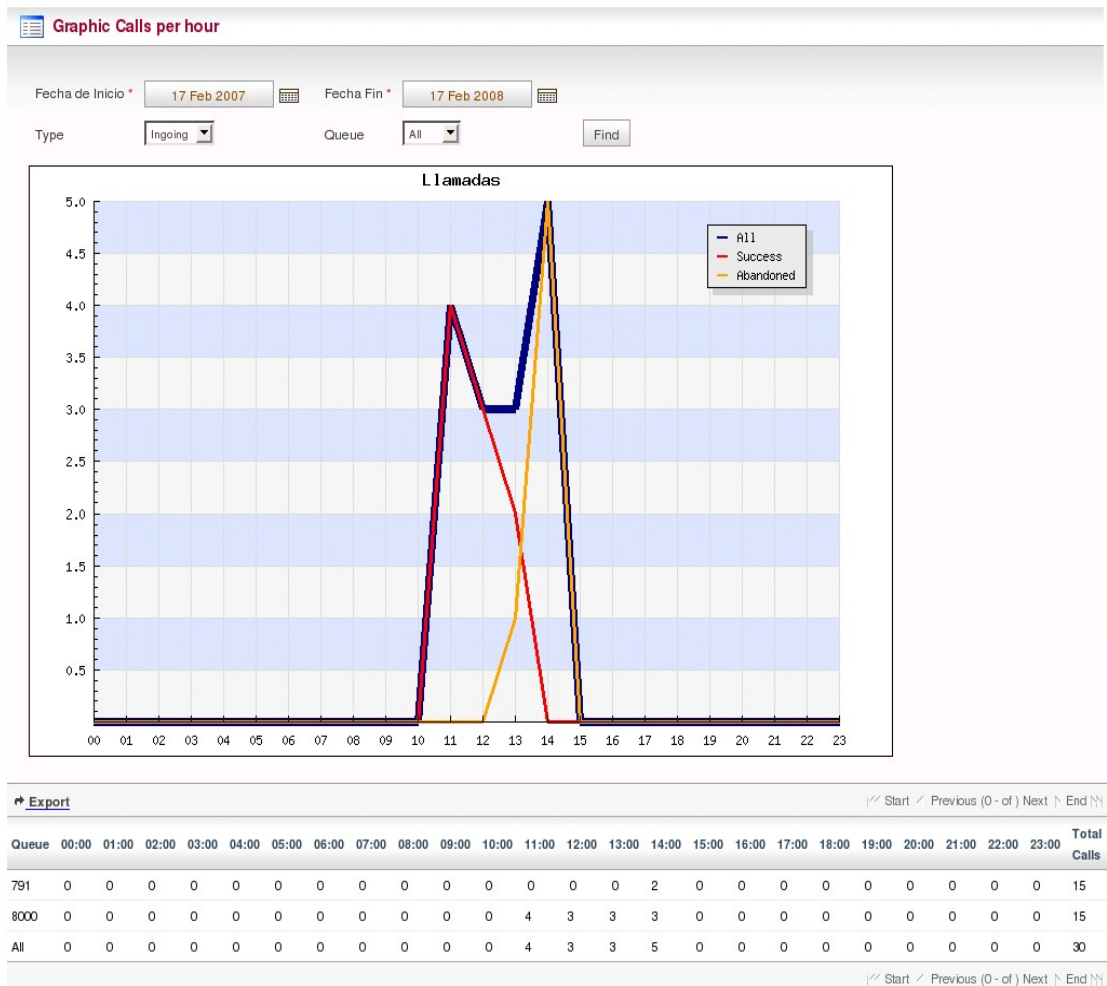 Graphic Calls per hour
Fecha de Inicio * 17 Feb 2007 Fecha Fin * 17 Feb 2008
Type Ingoing Queue All Find
Llamadas
5.0
4.5
4.0
3.5
3.0
2.5
2.0
1.5
1.0
0.5
All
Success
Abandoned
00 01 02 03 04 05 06 07 08 09 10 11 12 13 14 15 16 17 18 19 20 21 22 23
Export Start Previous (0 - of ) Next End
Queue 00:00 01:00 02:00 03:00 04:00 05:00 06:00 07:00 08:00 09:00 10:00 11:00 12:00 13:00 14:00 15:00 16:00 17:00 18:00 19:00 20:00 21:00 22:00 23:00 Total Calls
791 0 0 0 0 0 0 0 0 0 0 0 0 0 0 2 0 0 0 0 0 0 0 0 0 15
8000 0 0 0 0 0 0 0 0 0 0 0 4 3 3 3 0 0 0 0 0 0 0 0 0 15
All 0 0 0 0 0 0 0 0 0 0 0 4 3 3 5 0 0 0 0 0 0 0 0 0 30
Start Previous (0 - of ) Next End